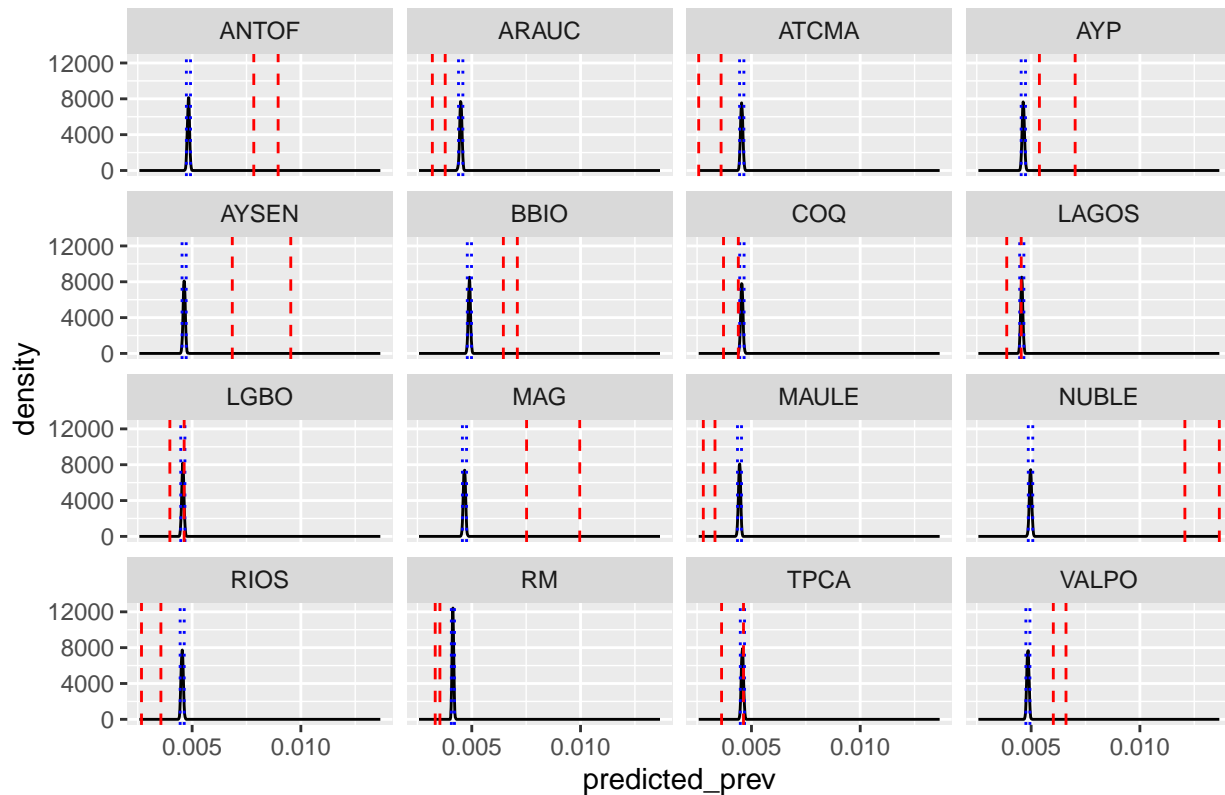 ANTOF ARAUC ATCMA AYP
12000
8000
4000
0
AYSEN BBIO COQ LAGOS
12000
8000
4000
0
LGBO MAG MAULE NUBLE
12000
8000
4000
0
RIOS RM TPCA VALPO
12000
8000
4000
0
0.005 0.010 0.005 0.010 0.005 0.010 0.005 0.010
predicted_prev
density